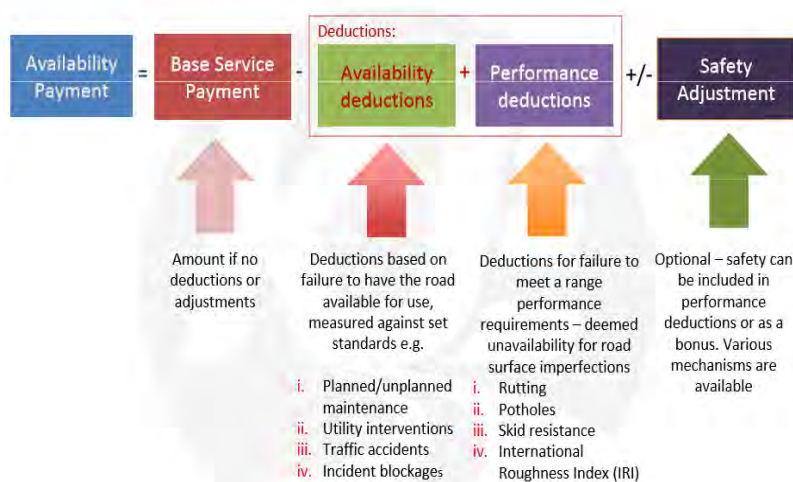 Deductions:
Availability
Payment
=
Base Service
Payment
-
Availability
deductions
+
Performance
deductions
+/-
Safety
Adjustment
Amount if no
deductions or
adjustments
Deductions based on
failure to have the road
available for use,
measured against set
standards e.g.
i. Planned/unplanned
maintenance
ii. Utility interventions
iii. Traffic accidents
iv. Incident blockages
Deductions for failure to
meet a range
performance
requirements – deemed
unavailability for road
surface imperfections
i. Rutting
ii. Potholes
iii. Skid resistance
iv. International
Roughness Index (IRI)
Optional – safety can
be included in
performance
deductions or as a
bonus. Various
mechanisms are
available